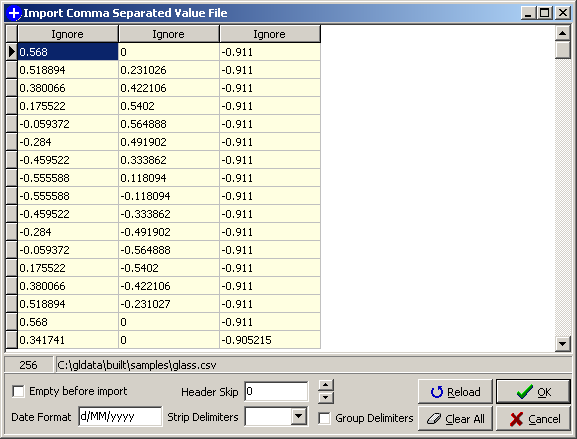 Import Comma Separated Value File
Ignore Ignore Ignore
0.568 0 -0.911
0.518894 0.231026 -0.911
0.380066 0.422106 -0.911
0.175522 0.5402 -0.911
-0.059372 0.564888 -0.911
-0.284 0.491902 -0.911
-0.459522 0.333862 -0.911
-0.555588 0.118094 -0.911
-0.555588 -0.118094 -0.911
-0.459522 -0.333862 -0.911
-0.284 -0.491902 -0.911
-0.059372 -0.564888 -0.911
0.175522 -0.5402 -0.911
0.380066 -0.422106 -0.911
0.518894 -0.231027 -0.911
0.568 0 -0.911
0.341741 0 -0.905215
256 C:\gldata\built\samples\glass.csv
Empty before import Header Skip 0 Reload OK
Date Format d/MM/yyyy Strip Delimiters Group Delimiters Clear All Cancel